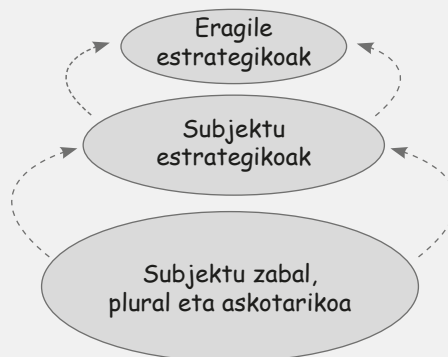 Eragile
estrategikoak
Subjektu
estrategikoak
Subjektu zabal,
plural eta askotarikoa